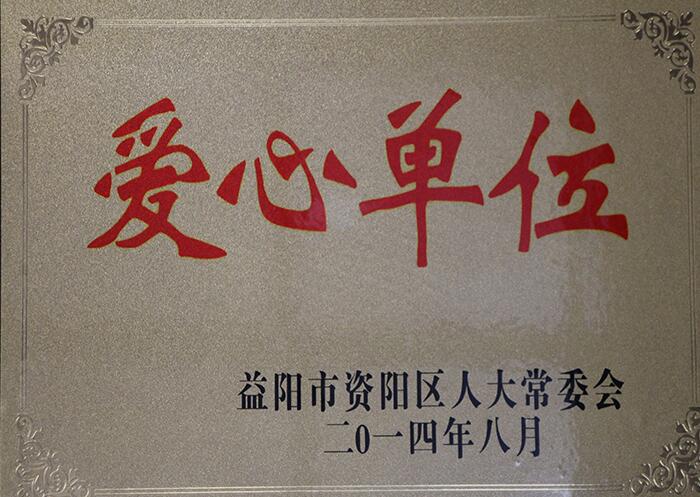 爱心单位
益阳市资阳区人大常委会
二0一四年八月